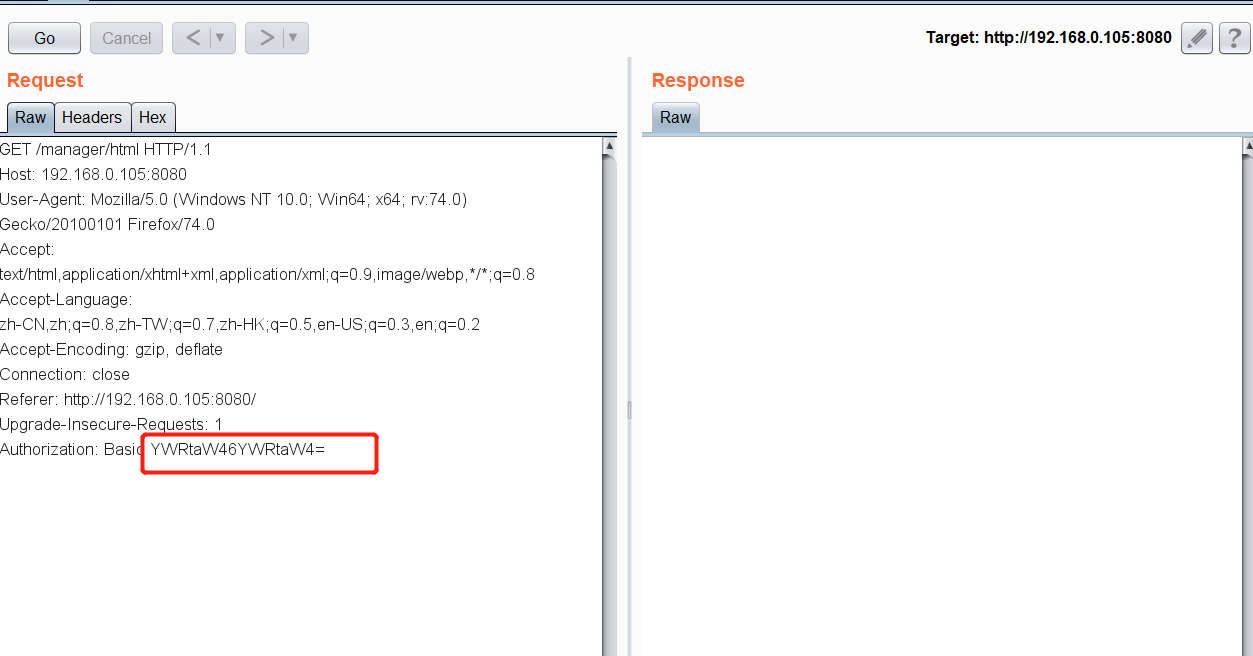 Go Cancel < ▼ > ▼ Target: http://192.168.0.105:8080 ?
Request
Raw Headers Hex
GET /manager/html HTTP/1.1
Host: 192.168.0.105:8080
User-Agent: Mozilla/5.0 (Windows NT 10.0; Win64; x64; rv:74.0)
Gecko/20100101 Firefox/74.0
Accept:
text/html,application/xhtml+xml,application/xml;q=0.9,image/webp,*/*;q=0.8
Accept-Language:
zh-CN,zh;q=0.8,zh-TW;q=0.7,zh-HK;q=0.5,en-US;q=0.3,en;q=0.2
Accept-Encoding: gzip, deflate
Connection: close
Referer: http://192.168.0.105:8080/
Upgrade-Insecure-Requests: 1
Authorization: Basic YWRtaW46YWRtaW4=
Response
Raw